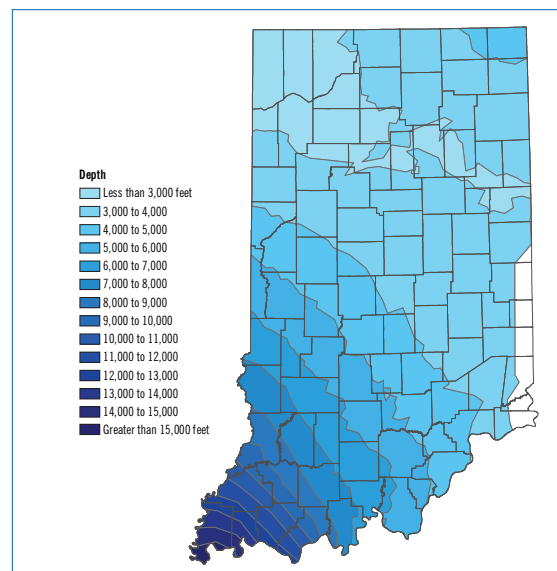 Depth
Less than 3,000 feet
3,000 to 4,000
4,000 to 5,000
5,000 to 6,000
6,000 to 7,000
7,000 to 8,000
8,000 to 9,000
9,000 to 10,000
10,000 to 11,000
11,000 to 12,000
12,000 to 13,000
13,000 to 14,000
14,000 to 15,000
Greater than 15,000 feet